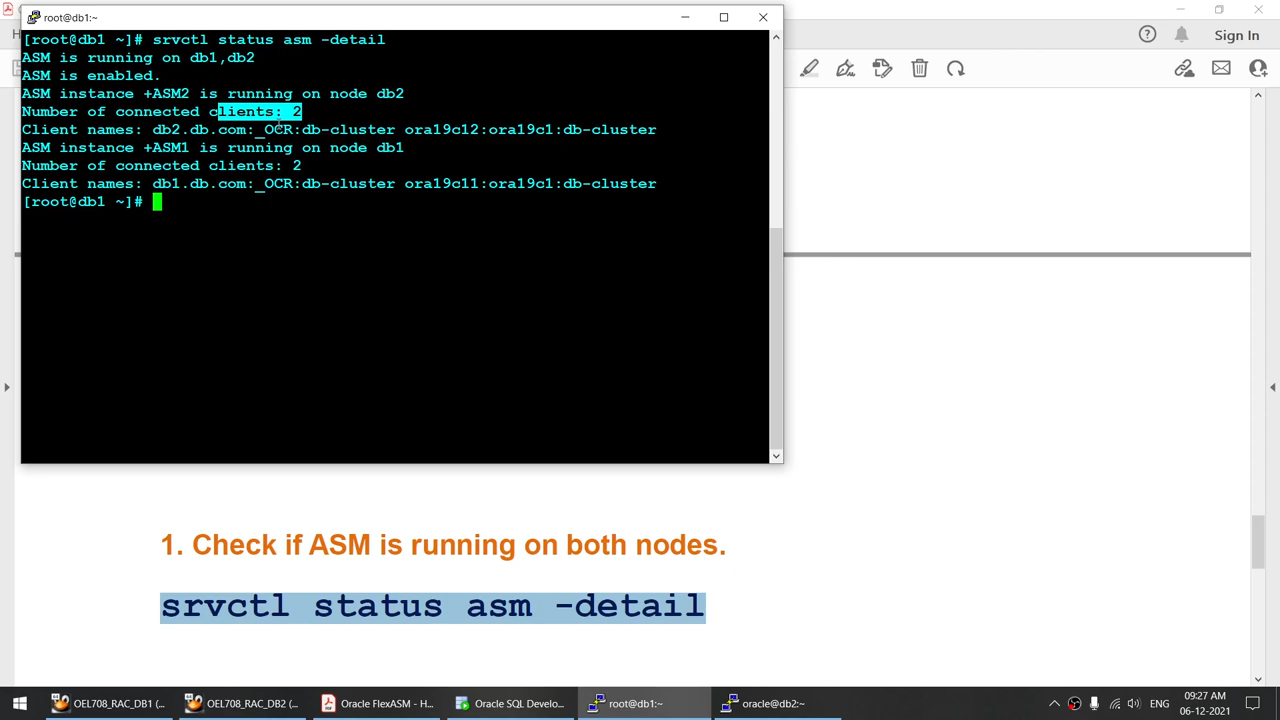 root@db1:~
Sign In
[root@db1 ~]# srvctl status asm -detail
ASM is running on db1,db2
ASM is enabled.
ASM instance +ASM2 is running on node db2
Number of connected clients: 2
Client names: db2.db.com:_OCR:db-cluster ora19c12:ora19c1:db-cluster
ASM instance +ASM1 is running on node db1
Number of connected clients: 2
Client names: db1.db.com:_OCR:db-cluster ora19c11:ora19c1:db-cluster
[root@db1 ~]#
1. Check if ASM is running on both nodes.
srvctl status asm -detail
OEL708_RAC_DB1 (...
OEL708_RAC_DB2 (...
Oracle FlexASM - H...
Oracle SQL Develo...
root@db1:~
oracle@db2:~
ENG
09:27 AM
06-12-2021